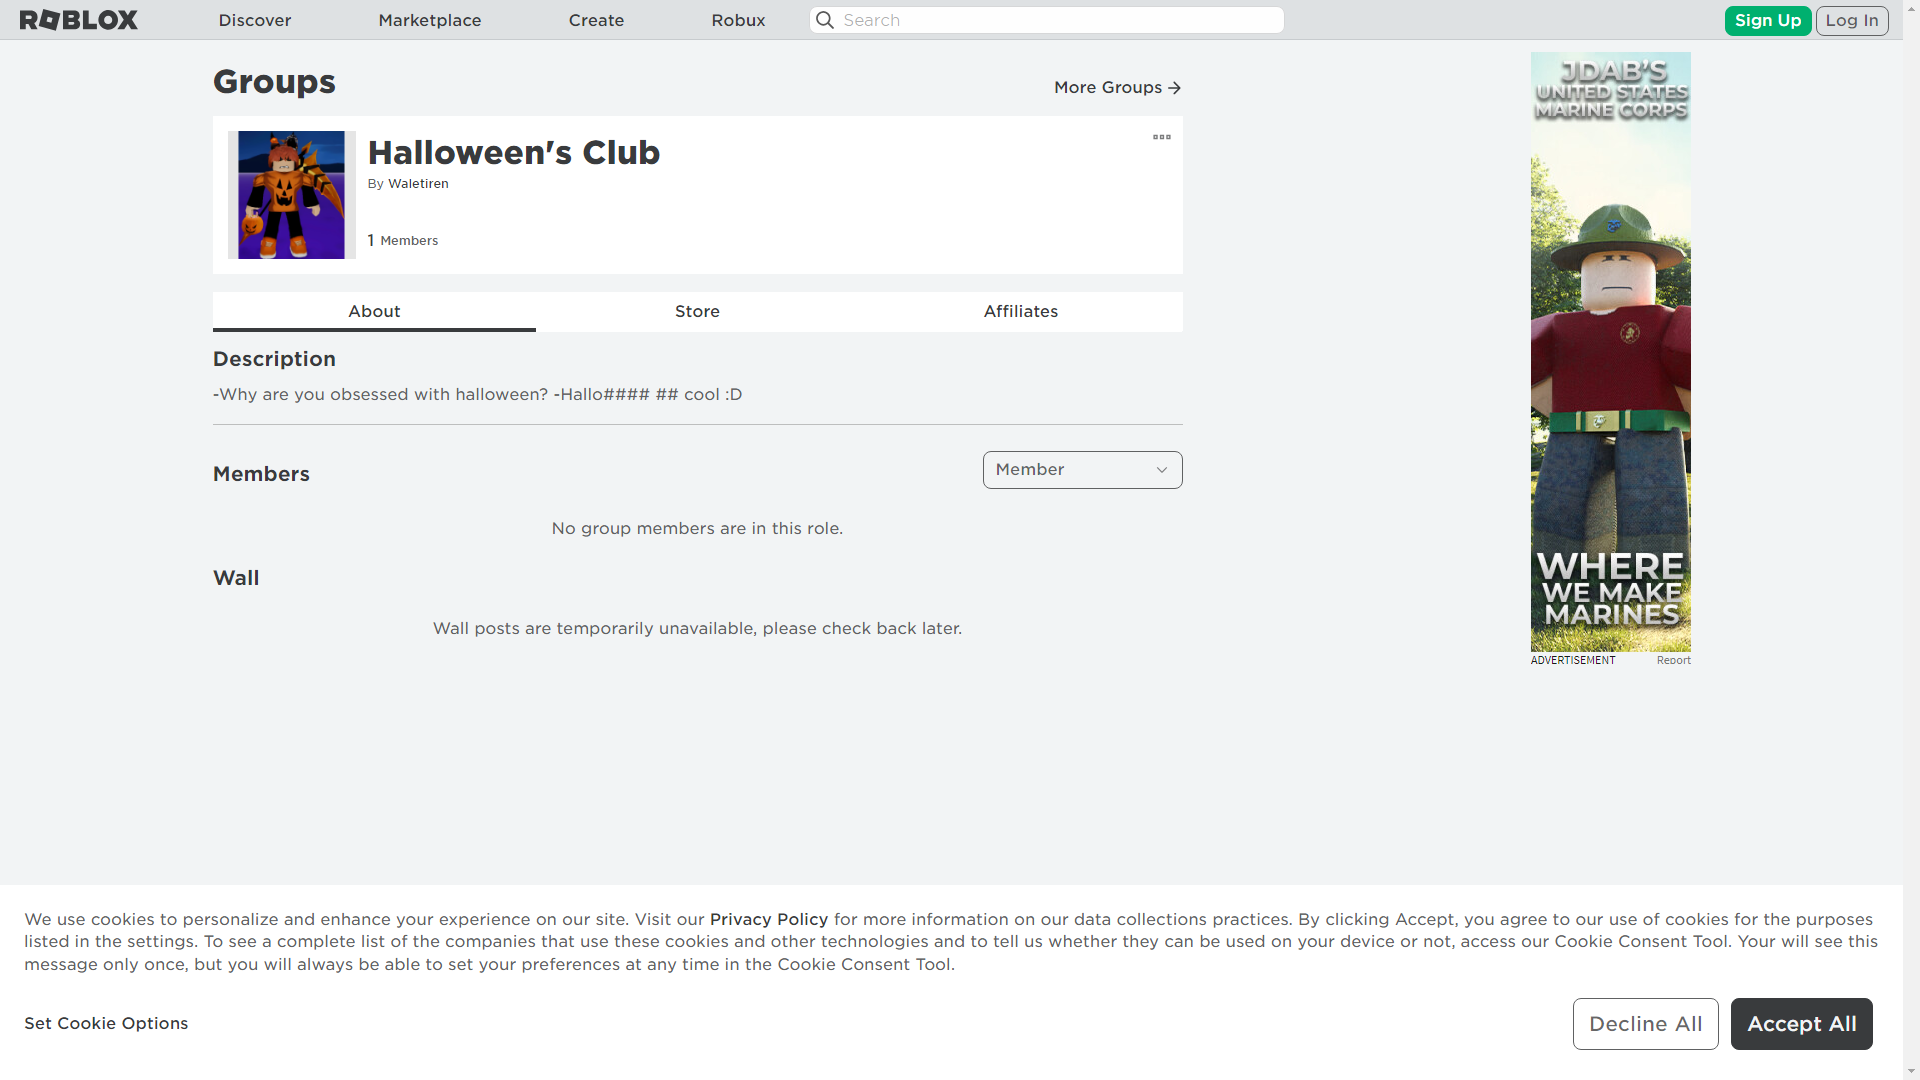 ROBLOX Discover Marketplace Create Robux Search Sign Up Log In
Groups
More Groups
Halloween's Club
By Waletiren
1 Members
About Store Affiliates
Description
-Why are you obsessed with halloween? -Hallo#### ## cool :D
Members
Member
No group members are in this role.
Wall
Wall posts are temporarily unavailable, please check back later.
JDAB'S
UNITED STATES
MARINE CORPS
WHERE
WE MAKE
MARINES
ADVERTISEMENT Report
We use cookies to personalize and enhance your experience on our site. Visit our Privacy Policy for more information on our data collections practices. By clicking Accept, you agree to our use of cookies for the purposes
listed in the settings. To see a complete list of the companies that use these cookies and other technologies and to tell us whether they can be used on your device or not, access our Cookie Consent Tool. Your will see this
message only once, but you will always be able to set your preferences at any time in the Cookie Consent Tool.
Set Cookie Options
Decline All
Accept All